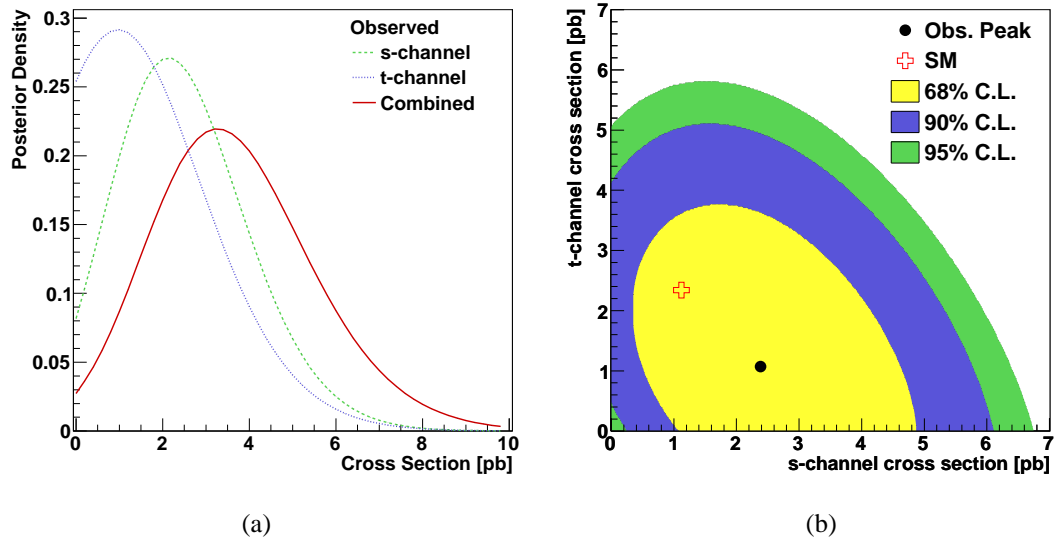 Posterior Density
0.3
0.25
0.2
0.15
0.1
0.05
0
Observed
s-channel
t-channel
Combined
0 2 4 6 8 10
Cross Section [pb]
(a)
t-channel cross section [pb]
7
6
5
4
3
2
1
0
Obs. Peak
SM
68% C.L.
90% C.L.
95% C.L.
0 1 2 3 4 5 6 7
s-channel cross section [pb]
(b)